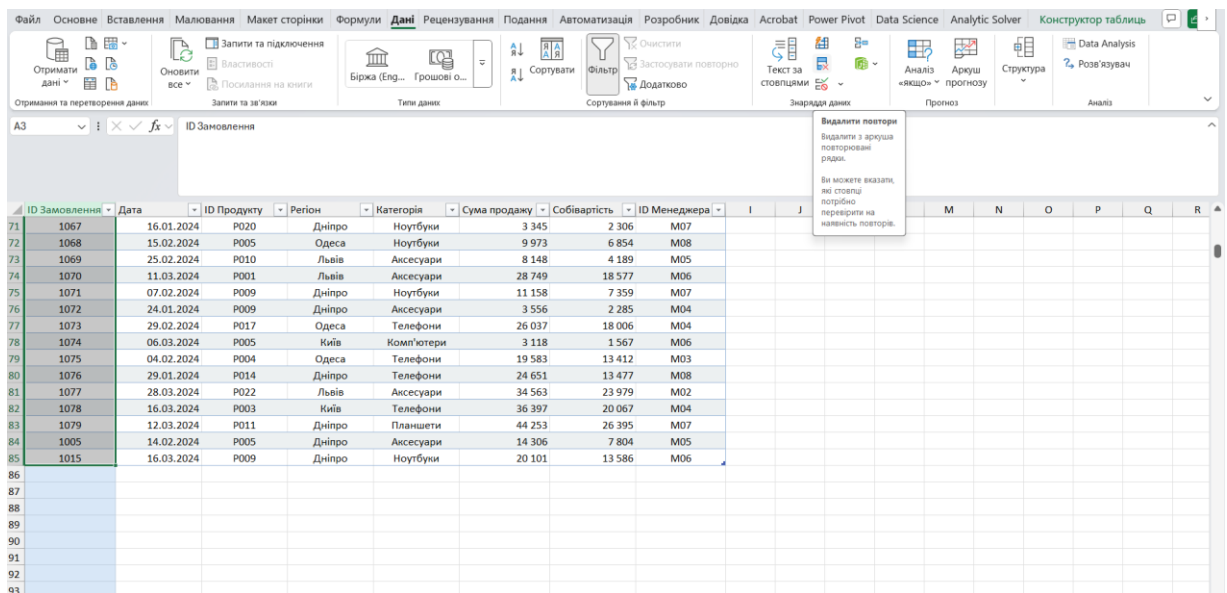 Файл Основне Вставлення Малювання Макет сторінки Формули Дані Рецензування Подання Автоматизація Розробник Довідка Acrobat Power Pivot Data Science Analytic Solver Конструктор таблиць
Запити та підключення Очистити Data Analysis
Отримати дані Оновити все Властивості Біржа (Eng... Грошові о... Сортувати Фільтр Застосувати повторно Текст за стовпцями Аналіз «якщо» Аркуш прогнозу Структура Розв'язувач
Посилання на книги Додатково
Отримання та перетворення даних Запити та зв'язки Типи даних Сортування й фільтр Знаряддя даних Прогноз Аналіз
A3 fx ID Замовлення
Видалити повтори
Видалити з аркуша
повторювані
рядки.
Ви можете вказати,
які стовпці
потрібно
перевірити на
наявність повторів.
ID Замовлення Дата ID Продукту Регіон Категорія Сума продажу Собівартість ID Менеджера I J M N O P Q R
71 1067 16.01.2024 P020 Дніпро Ноутбуки 3 345 2 306 M07
72 1068 15.02.2024 P005 Одеса Ноутбуки 9 973 6 854 M08
73 1069 25.02.2024 P010 Львів Аксесуари 8 148 4 189 M05
74 1070 11.03.2024 P001 Львів Аксесуари 28 749 18 577 M06
75 1071 07.02.2024 P009 Дніпро Ноутбуки 11 158 7 359 M07
76 1072 24.01.2024 P009 Дніпро Аксесуари 3 556 2 285 M04
77 1073 29.02.2024 P017 Одеса Телефони 26 037 18 006 M04
78 1074 06.03.2024 P005 Київ Комп'ютери 3 118 1 567 M06
79 1075 04.02.2024 P004 Одеса Телефони 19 583 13 412 M03
80 1076 29.01.2024 P014 Дніпро Телефони 24 651 13 477 M08
81 1077 28.03.2024 P022 Львів Аксесуари 34 563 23 979 M02
82 1078 16.03.2024 P003 Київ Телефони 36 397 20 067 M04
83 1079 12.03.2024 P011 Дніпро Планшети 44 253 26 395 M07
84 1005 14.02.2024 P005 Дніпро Аксесуари 14 306 7 804 M05
85 1015 16.03.2024 P009 Дніпро Ноутбуки 20 101 13 586 M06
86
87
88
89
90
91
92
93